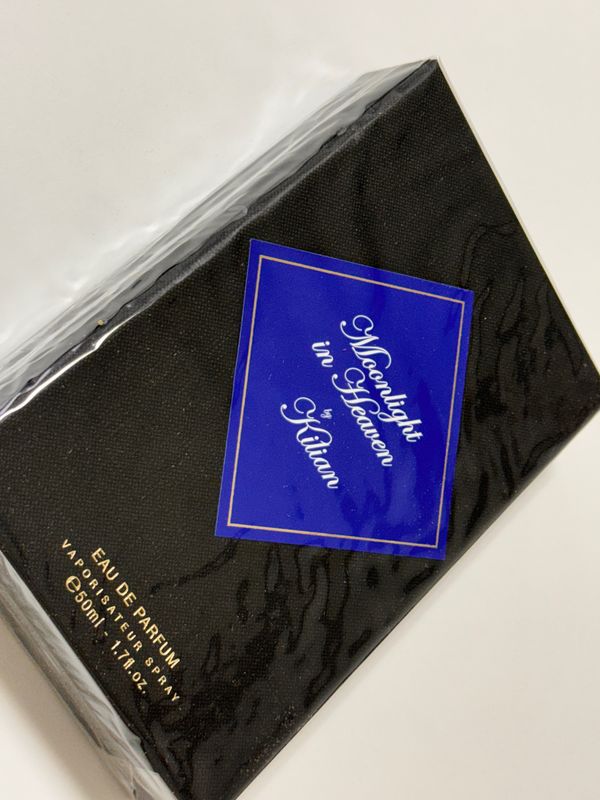 Moonlight
in Heaven
by
Kilian
EAU DE PARFUM
VAPORISATEUR SPRAY
℮50ml - 1.7fl.oz.